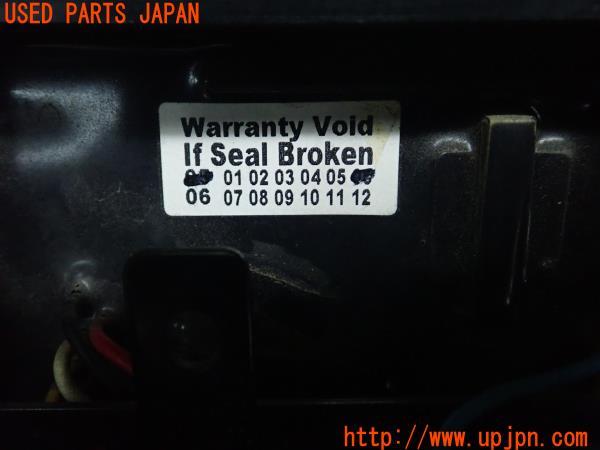 USED PARTS JAPAN
Warranty Void
If Seal Broken
01 02 03 04 05
06 07 08 09 10 11 12
www.upjpn.com